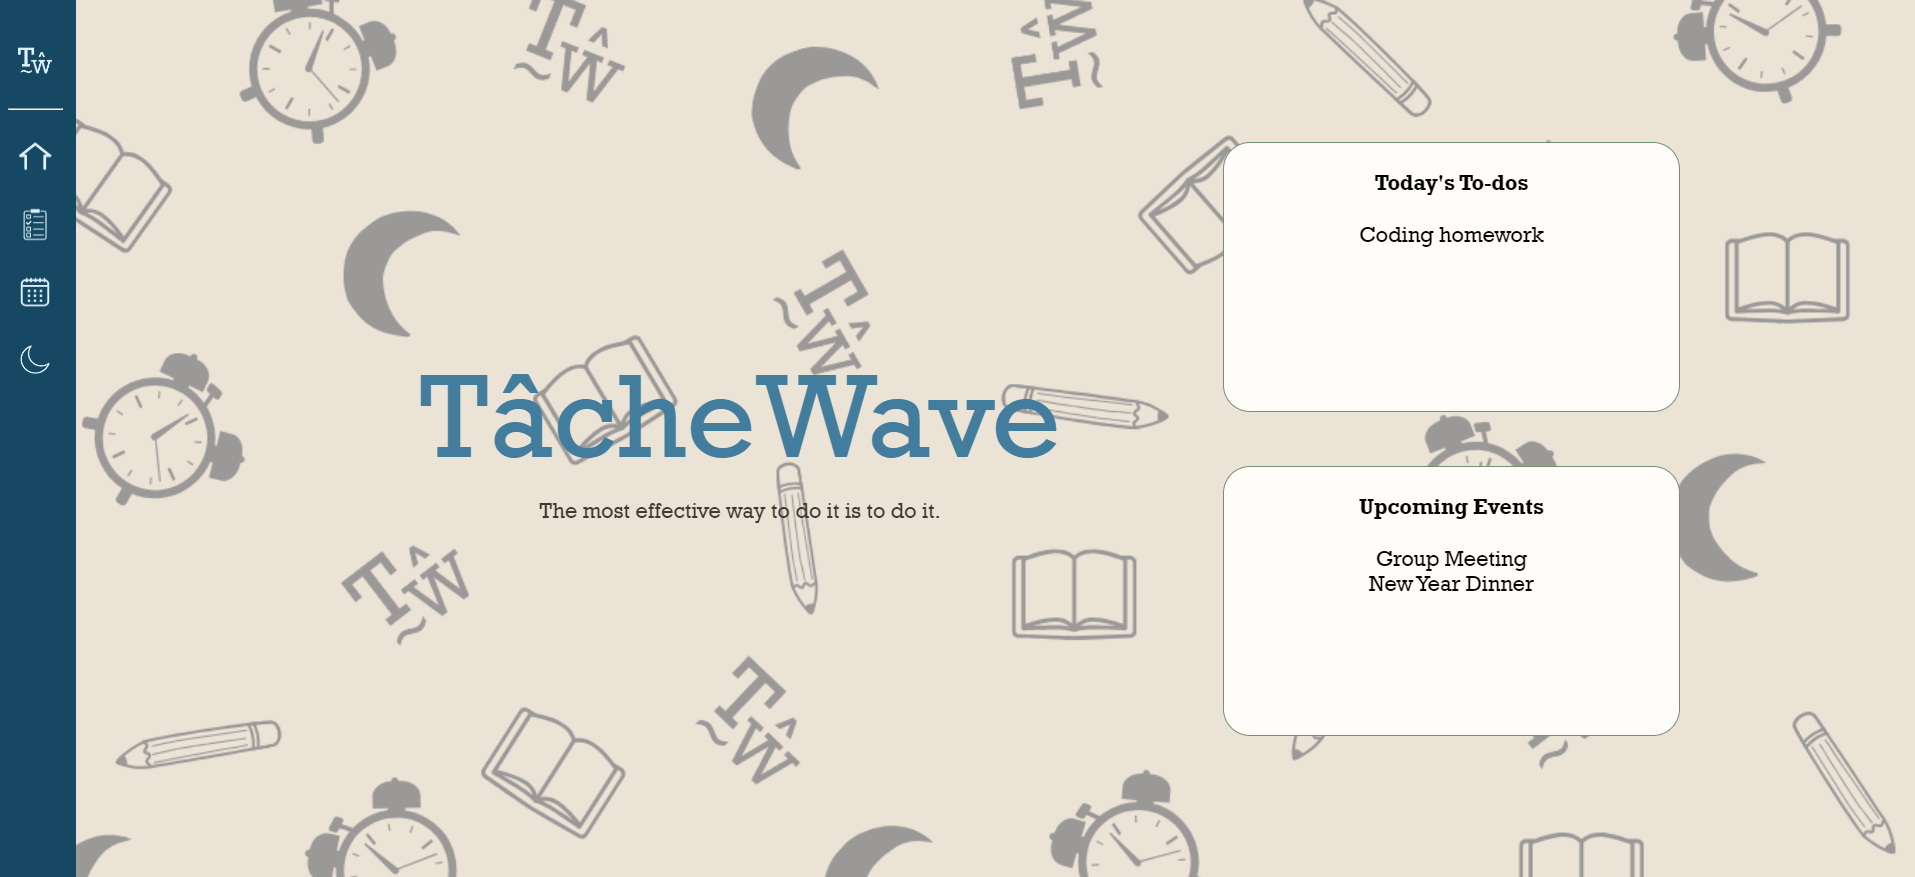 Tŵ
TâcheWave
The most effective way to do it is to do it.
Today's To-dos
Coding homework
Upcoming Events
Group Meeting
New Year Dinner